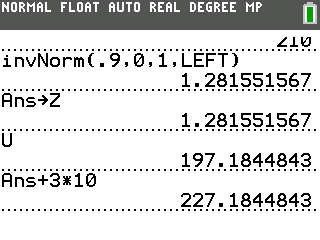 NORMAL FLOAT AUTO REAL DEGREE MP
210
invNorm(.9,0,1,LEFT)
1.281551567
Ans→Z
1.281551567
U
197.1844843
Ans+3*10
227.1844843